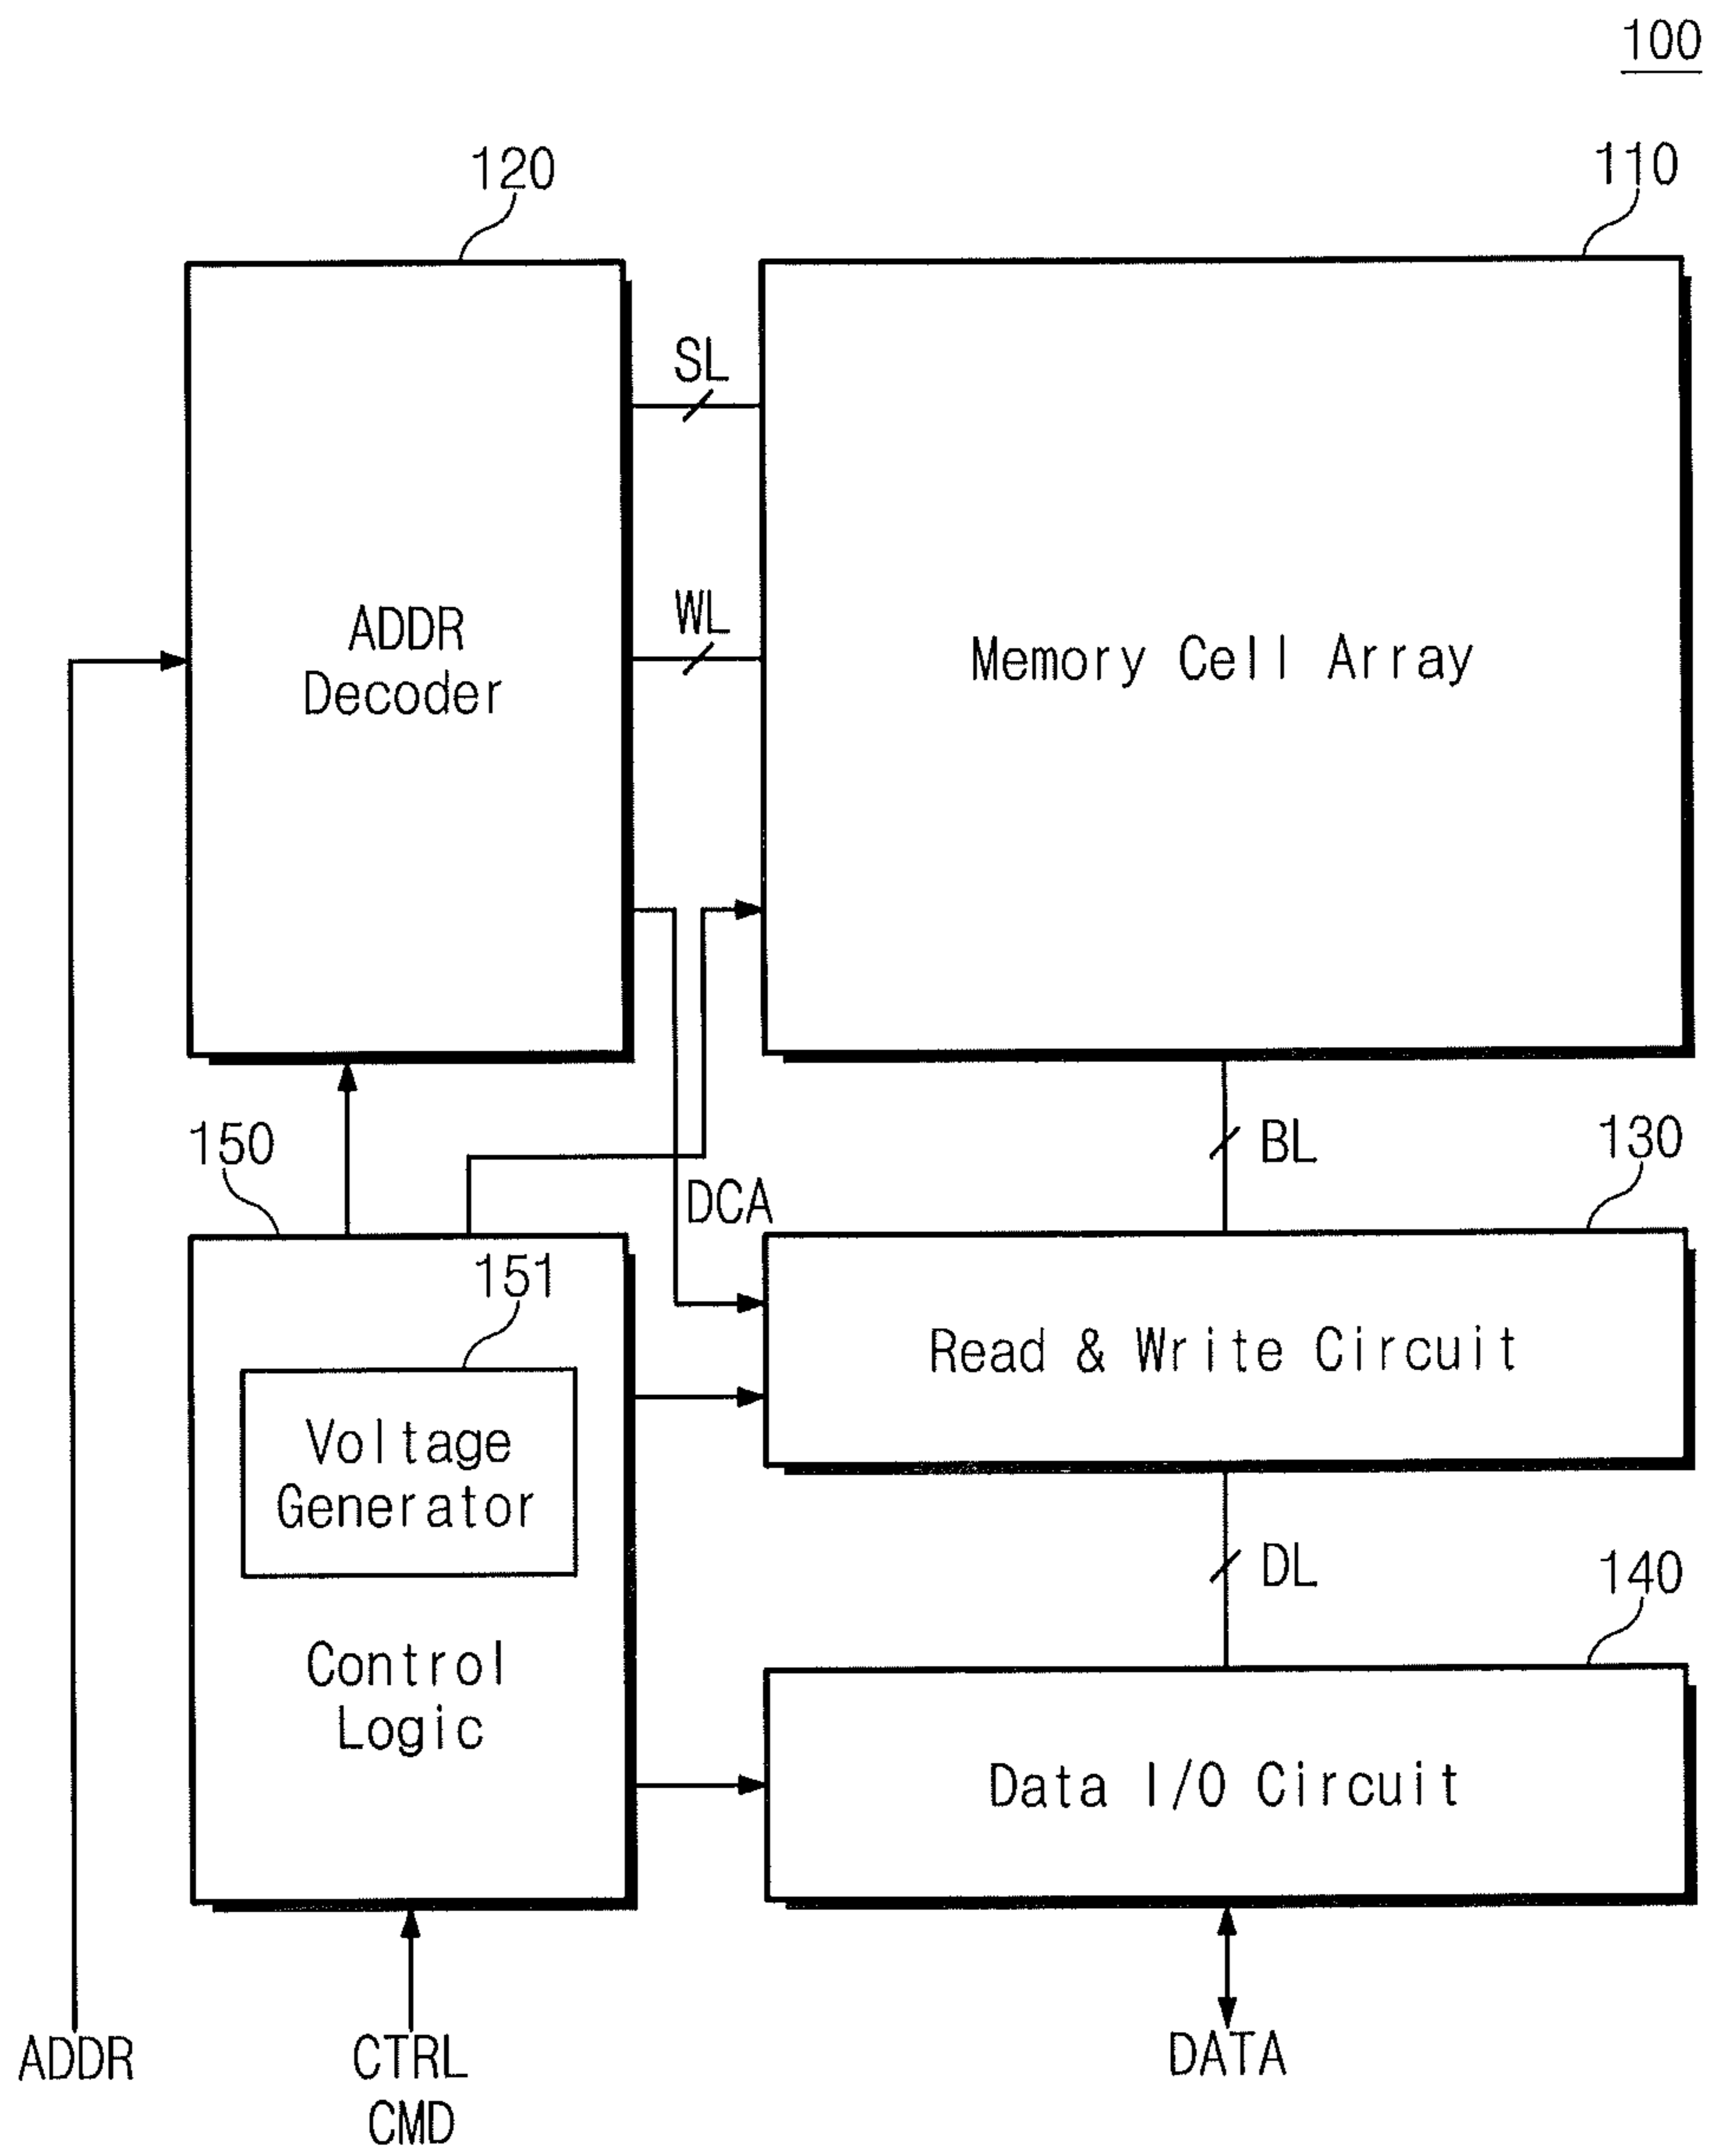 100
120
110
SL
ADDR
Decoder
WL
Memory Cell Array
150
BL
130
DCA
151
Read & Write Circuit
Voltage
Generator
DL
140
Control
Logic
Data I/O Circuit
ADDR
CTRL
CMD
DATA